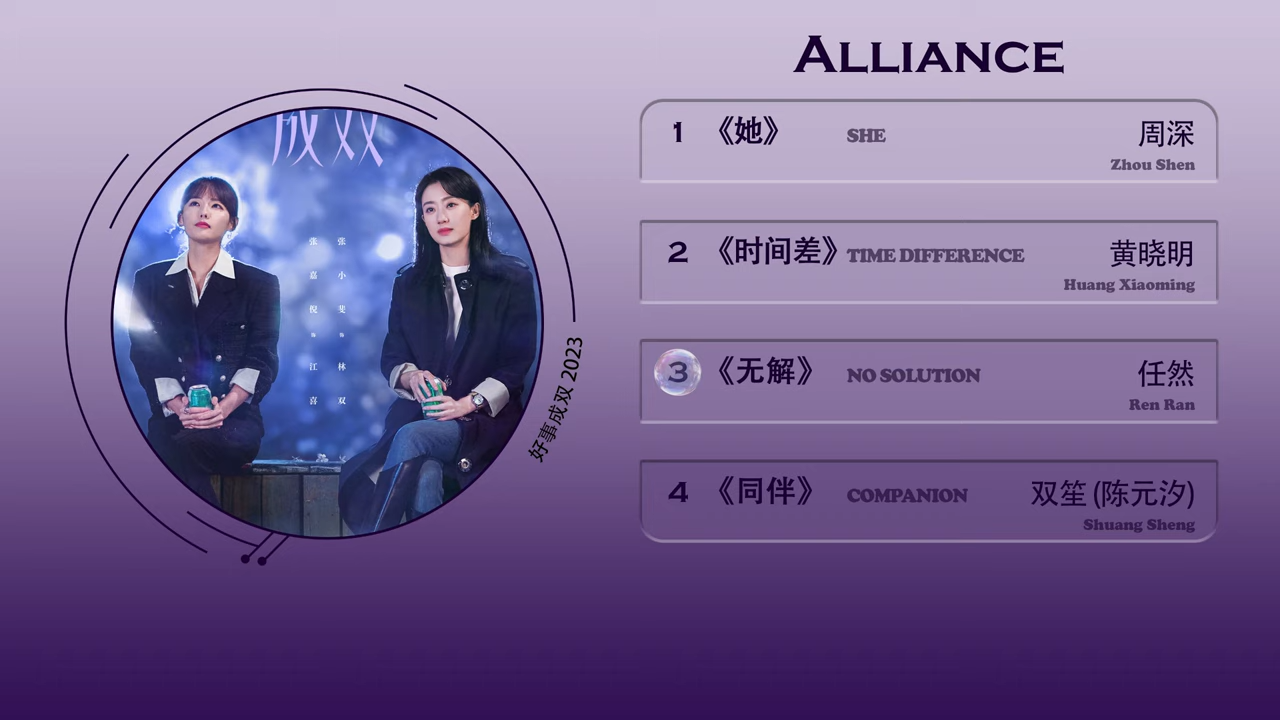 ALLIANCE
成双
张嘉倪 饰 江喜
张小斐 饰 林双
好事成双 2023
1 《她》 SHE 周深
Zhou Shen
2 《时间差》 TIME DIFFERENCE 黄晓明
Huang Xiaoming
3 《无解》 NO SOLUTION 任然
Ren Ran
4 《同伴》 COMPANION 双笙 (陈元汐)
Shuang Sheng